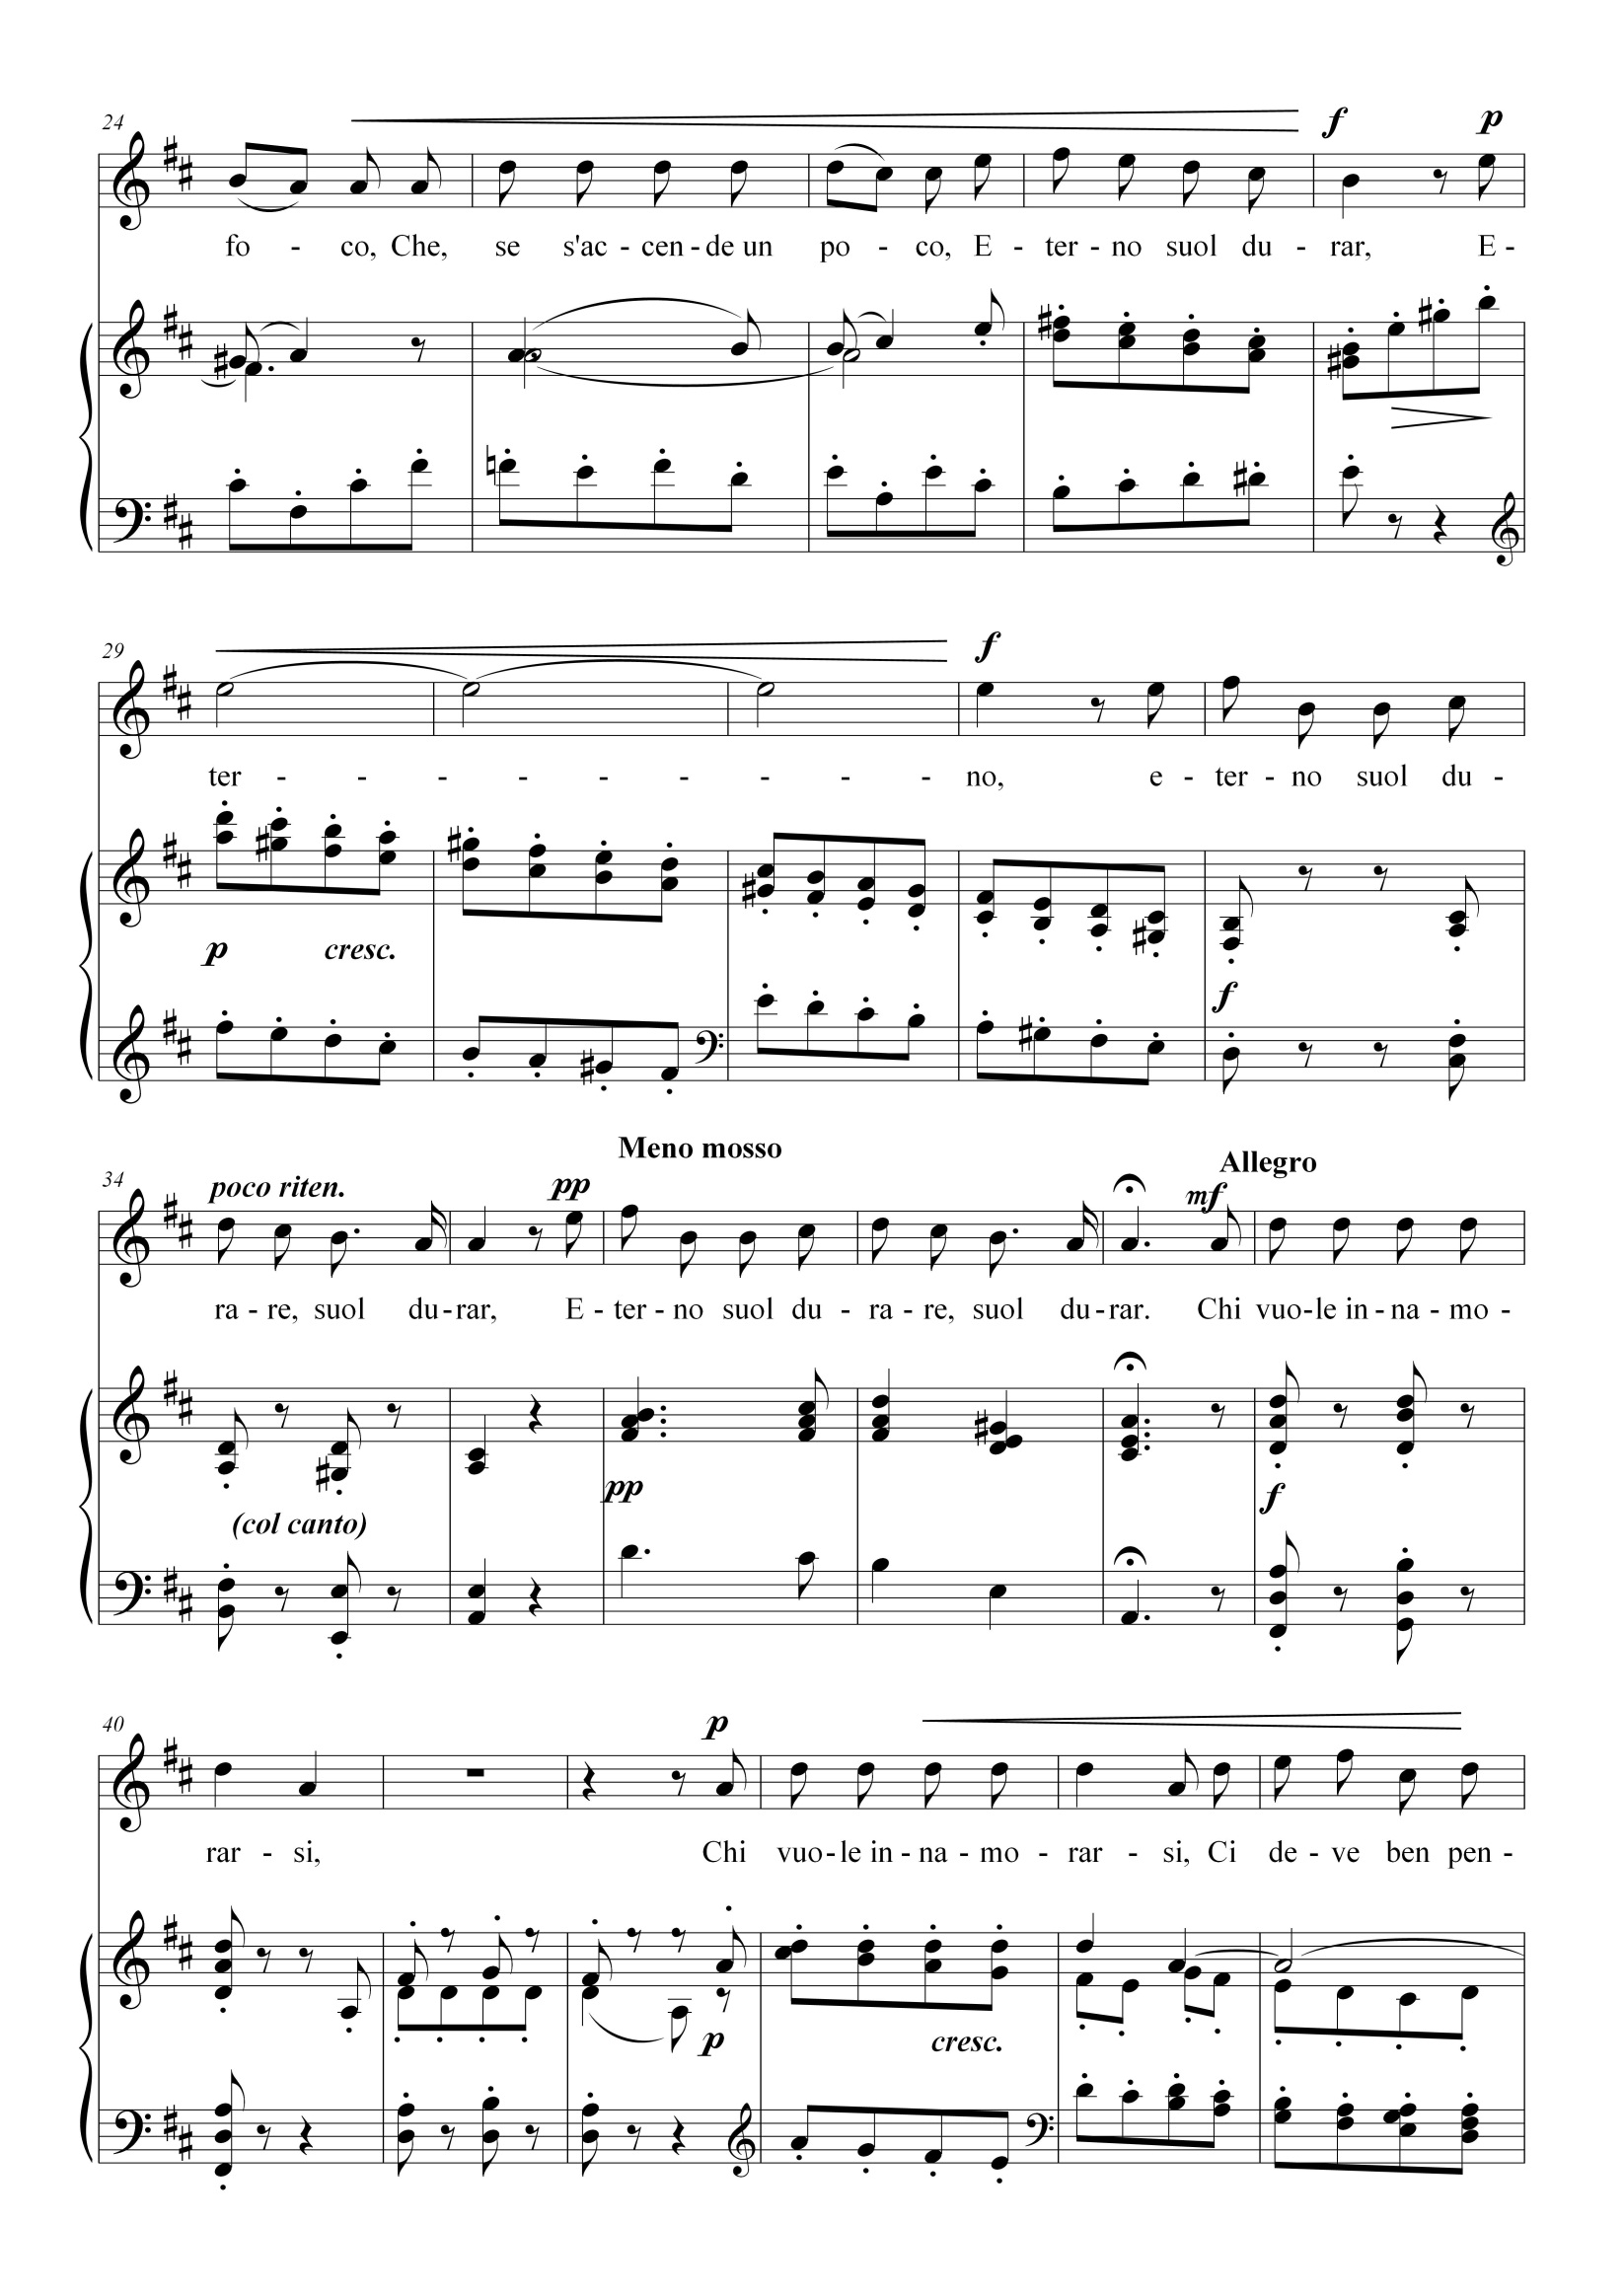 24
f p
fo - co, Che, se s'ac - cen - de un po - co, E - ter - no suol du - rar, E -
29
f
ter - - - - - - - - - no, e - ter - no suol du -
p cresc.
f
Meno mosso
34 poco riten. pp mf Allegro
ra - re, suol du - rar, E - ter - no suol du - ra - re, suol du - rar. Chi vuo - le in - na - mo -
pp f
(col canto)
40
p
rar - si, Chi vuo - le in - na - mo - rar - si, Ci de - ve ben pen -
p cresc.